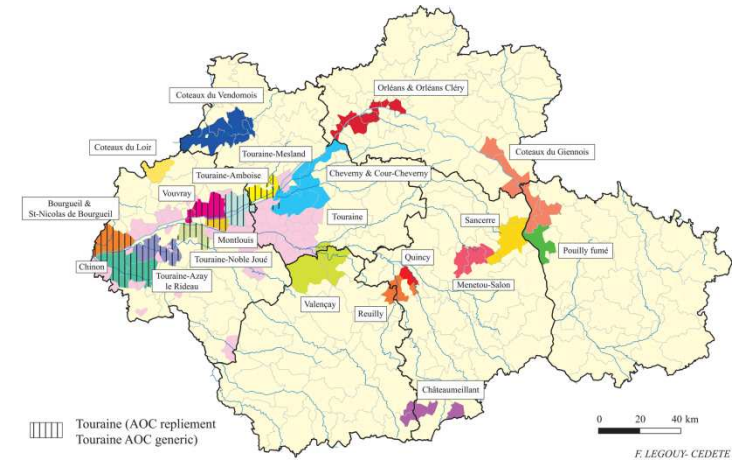 Coteaux du Vendomois
Orléans & Orléans Cléry
Coteaux du Loir
Touraine-Mesland
Coteaux du Giennois
Touraine-Amboise
Cheverny & Cour-Cheverny
Vouvray
Bourgueil &
St-Nicolas de Bourgueil
Touraine
Sancerre
Montlouis
Pouilly fumé
Quincy
Touraine-Noble Joué
Chinon
Touraine-Azay
le Rideau
Menetou-Salon
Valençay
Reuilly
Châteaumeillant
Touraine (AOC repliement
Touraine AOC generic)
0 20 40 km
F. LEGOUY- CEDETE